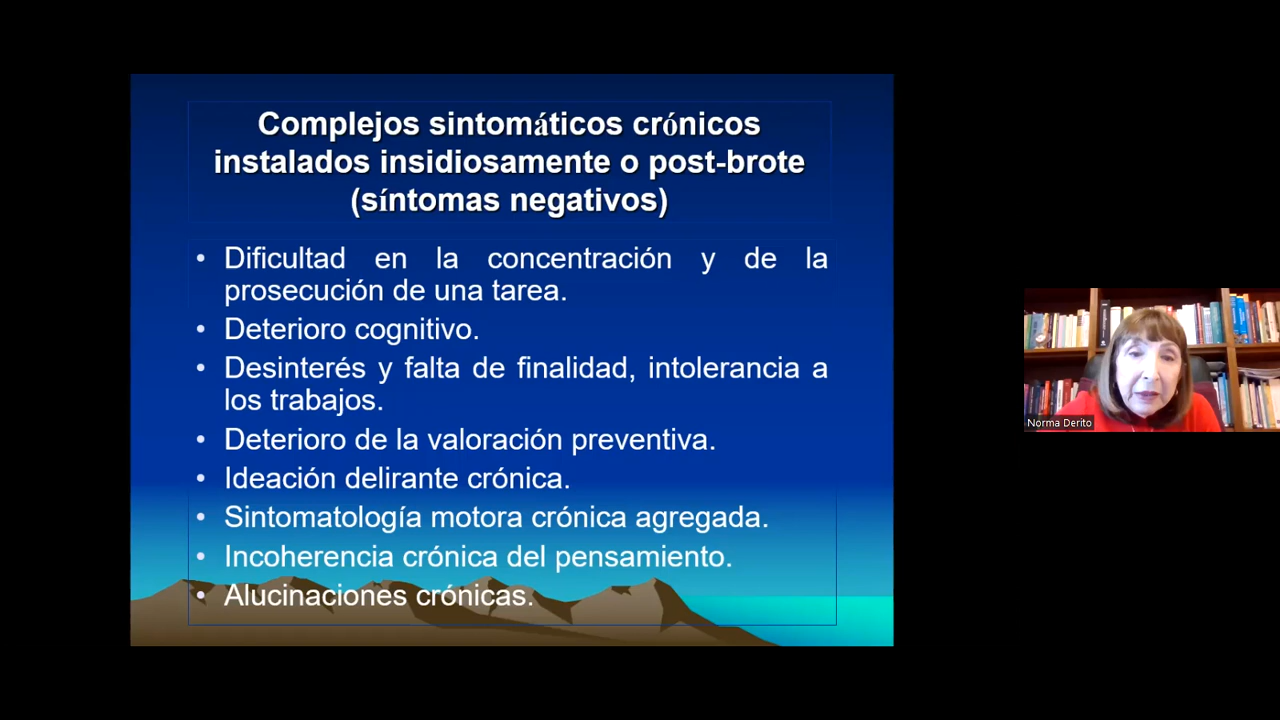 Complejos sintomáticos crónicos
instalados insidiosamente o post-brote
(síntomas negativos)
• Dificultad en la concentración y de la
prosecución de una tarea.
• Deterioro cognitivo.
• Desinterés y falta de finalidad, intolerancia a
los trabajos.
• Deterioro de la valoración preventiva.
• Ideación delirante crónica.
• Sintomatología motora crónica agregada.
• Incoherencia crónica del pensamiento.
• Alucinaciones crónicas.
Norma Derito